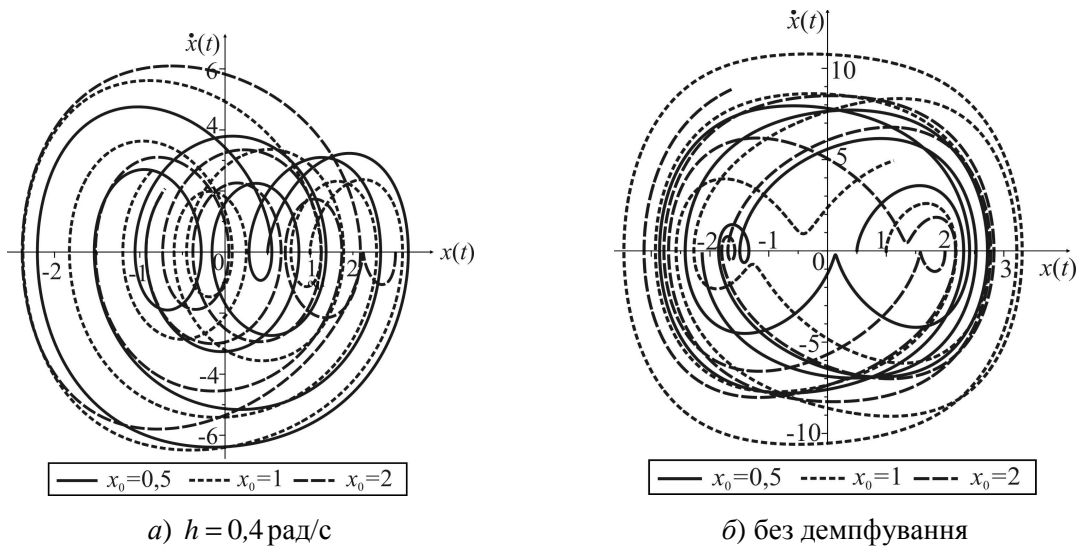 ẋ(t)
6
4
x(t)
-2
-1
0
1
2
-4
-6
x₀=0,5 x₀=1 x₀=2
а) h = 0,4 рад/с
ẋ(t)
10
5
-2
-1
0
1
2
3
x(t)
-5
-10
x₀=0,5 x₀=1 x₀=2
б) без демпфування